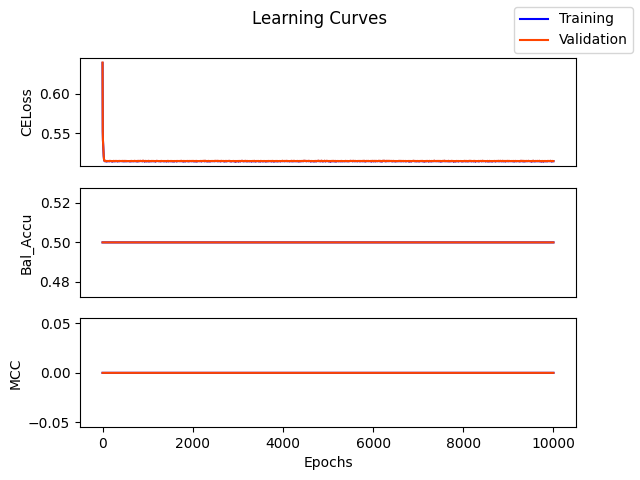 Learning Curves
Training
Validation
CELoss
0.60
0.55
Bal_Accu
0.52
0.50
0.48
MCC
0.05
0.00
−0.05
0 2000 4000 6000 8000 10000
Epochs